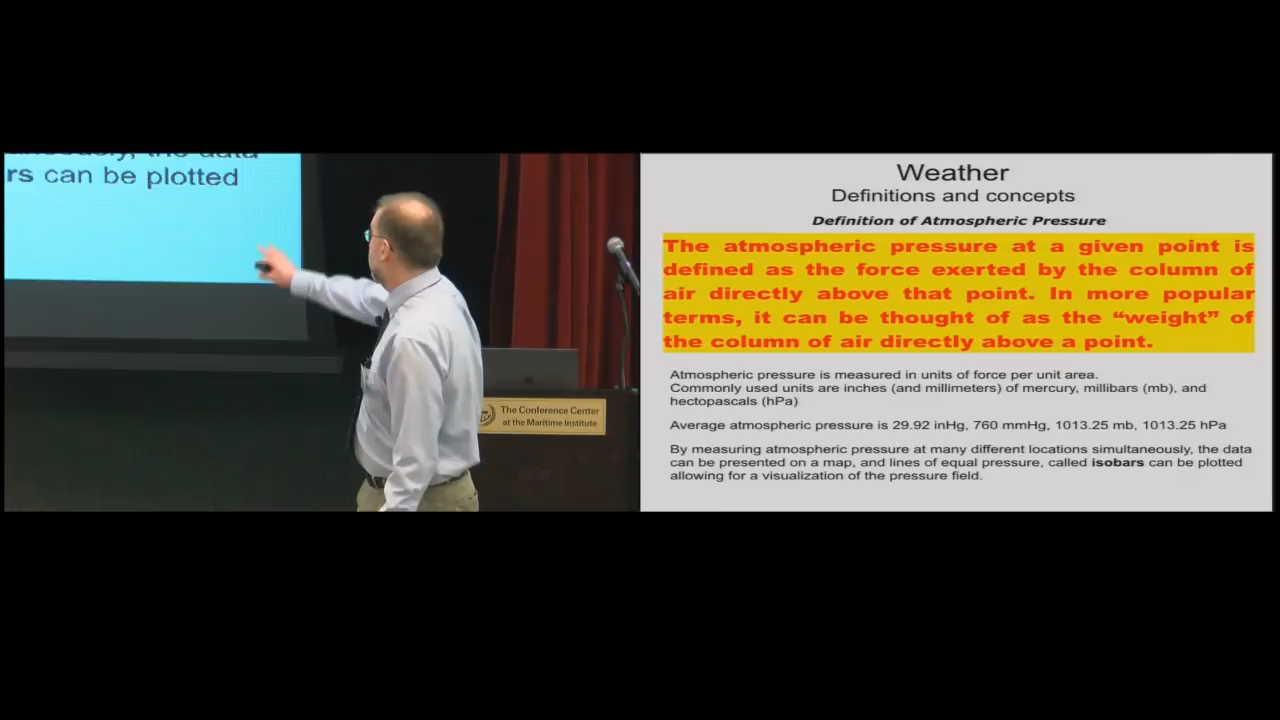 the data
rs can be plotted
The Conference Center
at the Maritime Institute
Weather
Definitions and concepts
Definition of Atmospheric Pressure
The atmospheric pressure at a given point is
defined as the force exerted by the column of
air directly above that point. In more popular
terms, it can be thought of as the “weight” of
the column of air directly above a point.
Atmospheric pressure is measured in units of force per unit area.
Commonly used units are inches (and millimeters) of mercury, millibars (mb), and
hectopascals (hPa)
Average atmospheric pressure is 29.92 inHg, 760 mmHg, 1013.25 mb, 1013.25 hPa
By measuring atmospheric pressure at many different locations simultaneously, the data
can be presented on a map, and lines of equal pressure, called isobars can be plotted
allowing for a visualization of the pressure field.